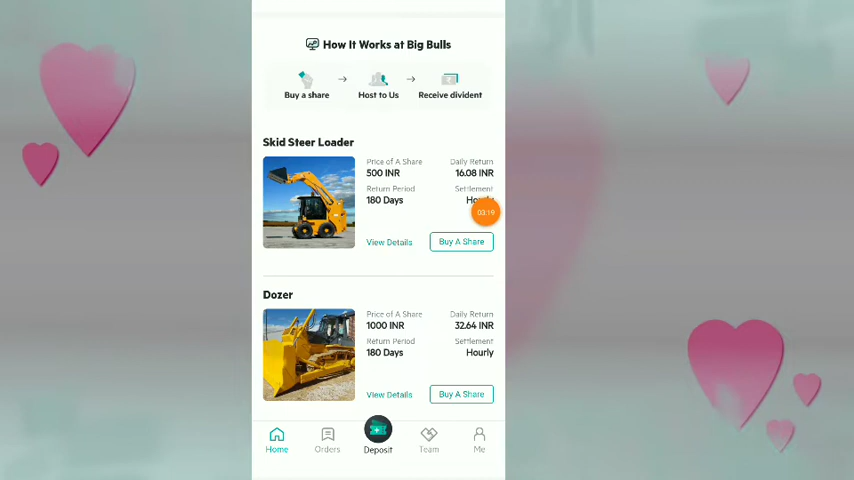 How It Works at Big Bulls
Buy a share
Host to Us
Receive divident
Skid Steer Loader
Price of A Share
Daily Return
500 INR
16.08 INR
Return Period
Settlement
180 Days
03:19
View Details
Buy A Share
Dozer
Price of A Share
Daily Return
1000 INR
32.64 INR
Return Period
Settlement
180 Days
Hourly
View Details
Buy A Share
Home
Orders
Deposit
Team
Me